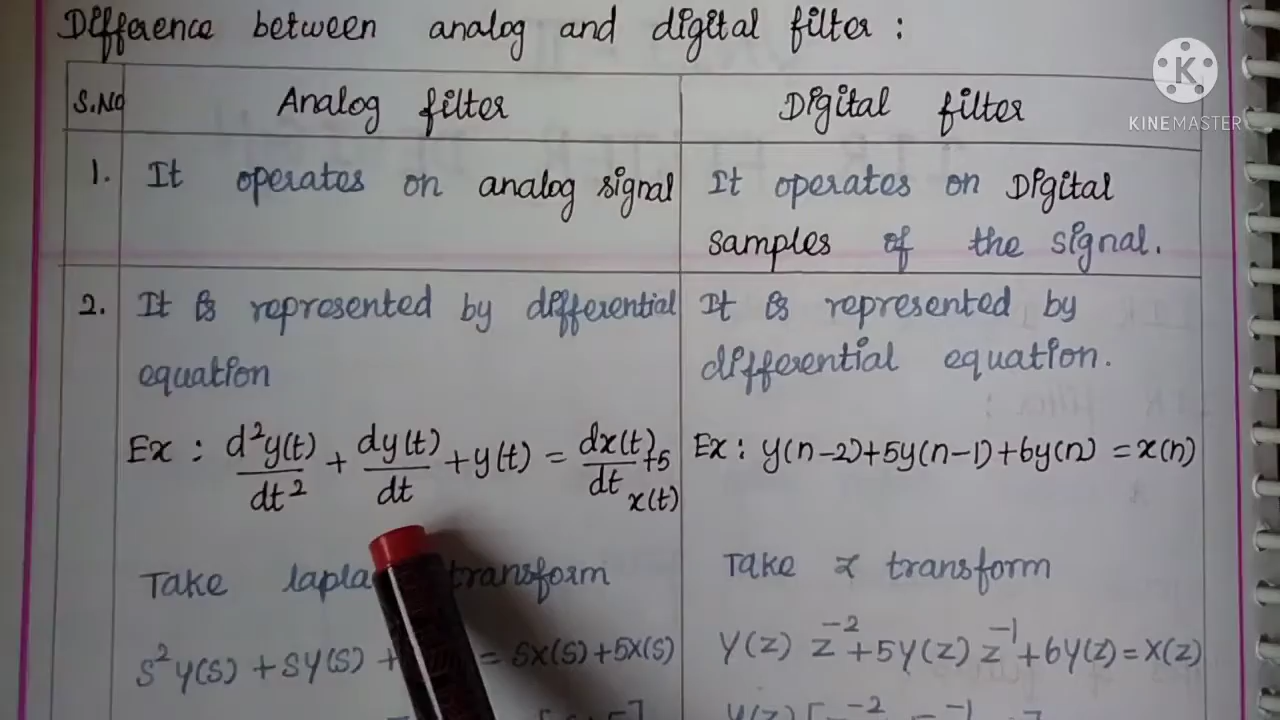 Difference between analog and digital filter :
K
KINEMASTER
S.No Analog filter Digital filter
1. It operates on analog signal
It operates on Digital
samples of the signal.
2. It is represented by differential
equation
Ex : d²y(t)/dt² + dy(t)/dt + y(t) = dx(t)/dt +5
x(t)
Take transform
s²Y(s) + SY(s) + = SX(s) + 5X(s)
It is represented by
differential equation.
Ex : y(n-2)+5y(n-1)+6y(n) = x(n)
Take z transform
Y(z) z⁻² + 5Y(z) z⁻¹ + 6Y(z) = X(z)